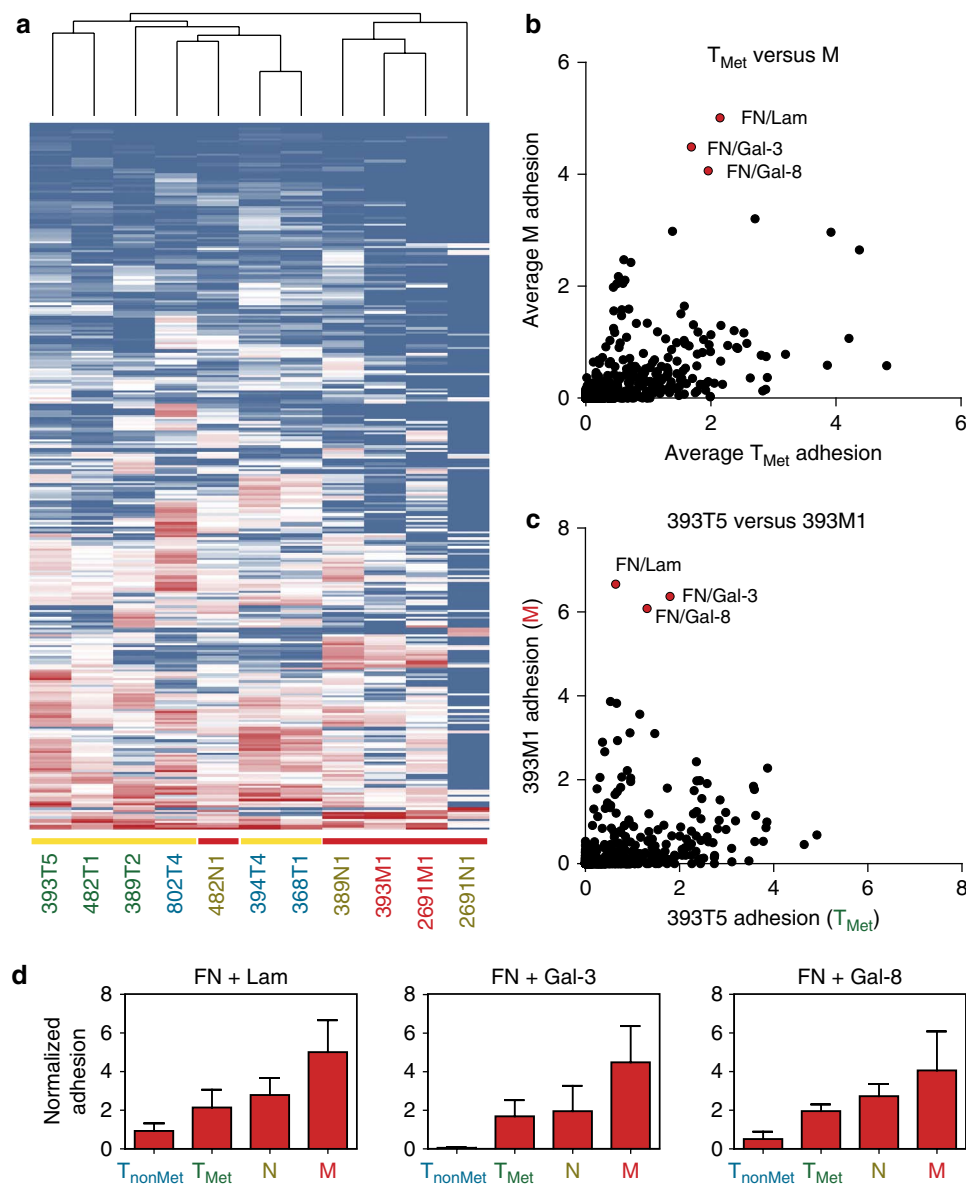 a
393T5 482T1 389T2 802T4 482N1 394T4 368T1 389N1 393M1 2691M1 2691N1
b
T_Met versus M
6
4
2
0
Average M adhesion
FN/Lam
FN/Gal-3
FN/Gal-8
0 2 4 6
Average T_Met adhesion
c
393T5 versus 393M1
8
6
4
2
0
393M1 adhesion (M)
FN/Lam
FN/Gal-3
FN/Gal-8
0 2 4 6 8
393T5 adhesion (T_Met)
d
FN + Lam
Normalized
adhesion
8
6
4
2
0
T_nonMet T_Met N M
FN + Gal-3
8
6
4
2
0
T_nonMet T_Met N M
FN + Gal-8
8
6
4
2
0
T_nonMet T_Met N M